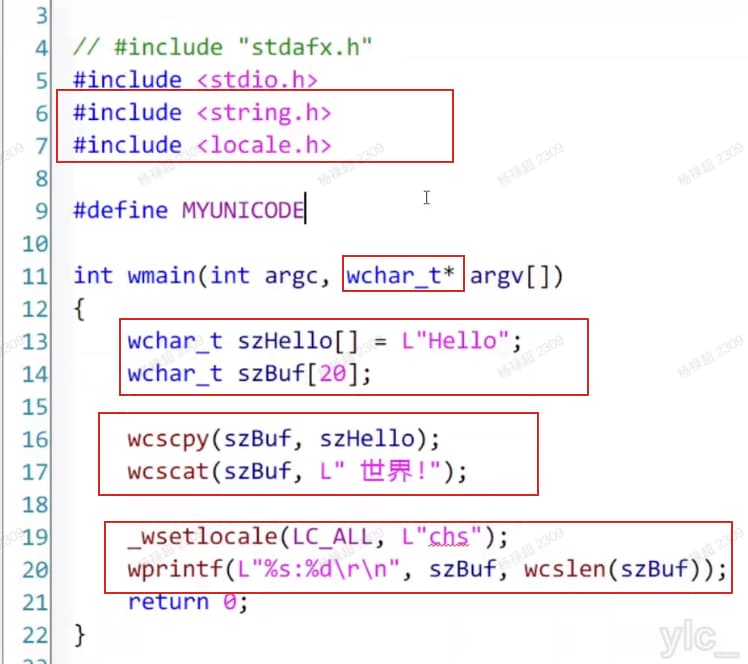 3
4 // #include "stdafx.h"
5 #include <stdio.h>
6 #include <string.h>
7 #include <locale.h>
8
9 #define MYUNICODE
10
11 int wmain(int argc, wchar_t* argv[])
12 {
13 wchar_t szHello[] = L"Hello";
14 wchar_t szBuf[20];
15
16 wcscpy(szBuf, szHello);
17 wcscat(szBuf, L" 世界!");
18
19 _wsetlocale(LC_ALL, L"chs");
20 wprintf(L"%s:%d\r\n", szBuf, wcslen(szBuf));
21 return 0;
22 }
ylc_